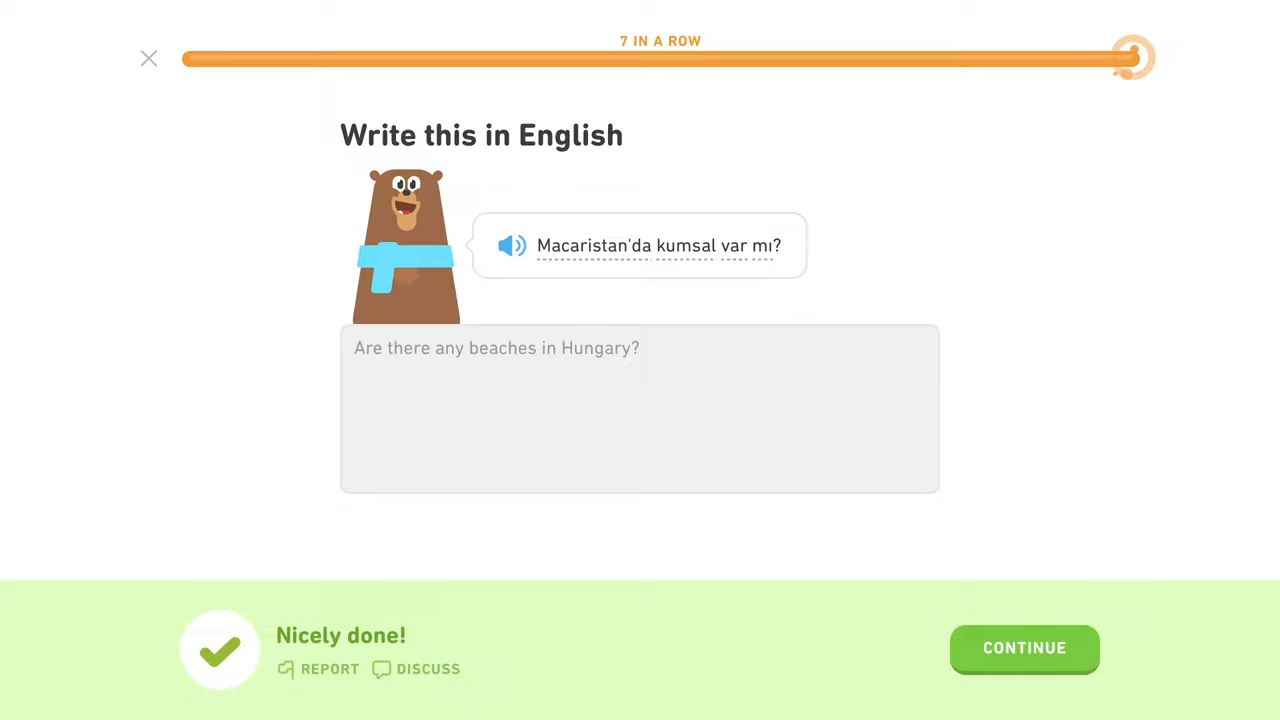 7 IN A ROW
Write this in English
Macaristan'da kumsal var mı?
Are there any beaches in Hungary?
Nicely done!
REPORT DISCUSS
CONTINUE